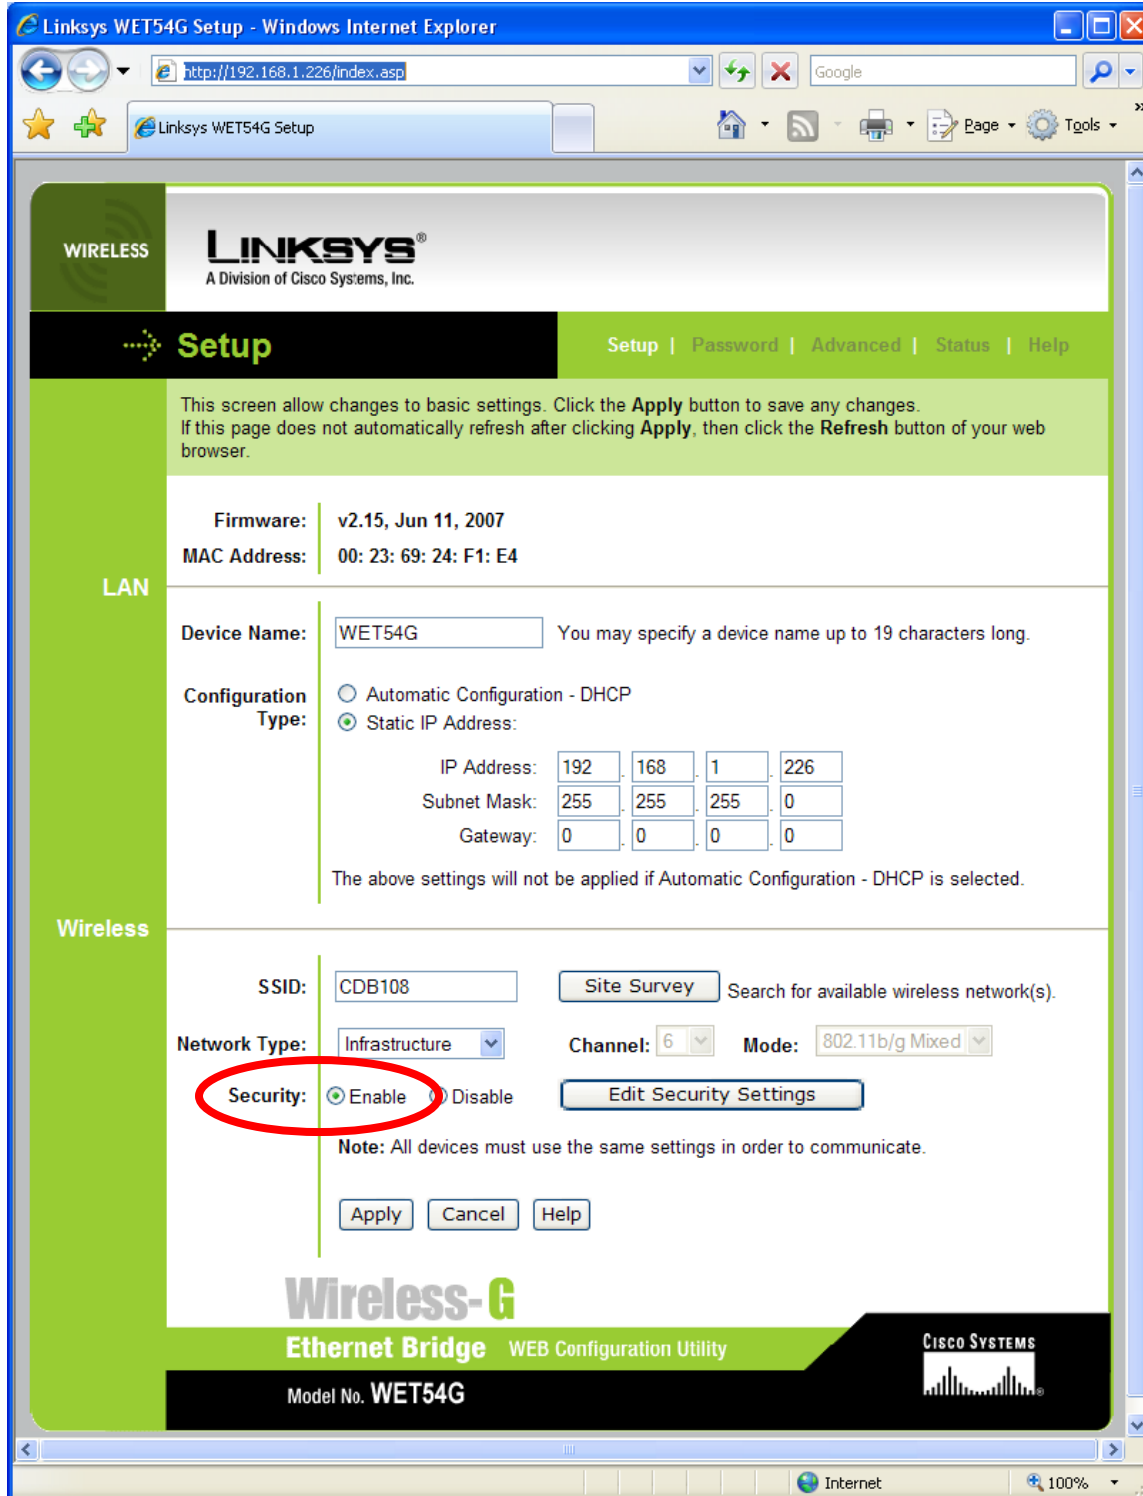 Linksys WET54G Setup - Windows Internet Explorer
http://192.168.1.226/index.asp
Google
Linksys WET54G Setup
Page
Tools
WIRELESS
LINKSYS®
A Division of Cisco Systems, Inc.
Setup
Setup | Password | Advanced | Status | Help
This screen allow changes to basic settings. Click the Apply button to save any changes.
If this page does not automatically refresh after clicking Apply, then click the Refresh button of your web
browser.
Firmware: v2.15, Jun 11, 2007
MAC Address: 00: 23: 69: 24: F1: E4
LAN
Device Name: WET54G You may specify a device name up to 19 characters long.
Configuration Type:
Automatic Configuration - DHCP
Static IP Address:
IP Address: 192 . 168 . 1 . 226
Subnet Mask: 255 . 255 . 255 . 0
Gateway: 0 . 0 . 0 . 0
The above settings will not be applied if Automatic Configuration - DHCP is selected.
Wireless
SSID: CDB108 Site Survey Search for available wireless network(s).
Network Type: Infrastructure Channel: 6 Mode: 802.11b/g Mixed
Security: Enable Disable Edit Security Settings
Note: All devices must use the same settings in order to communicate.
Apply Cancel Help
Wireless-G
Ethernet Bridge WEB Configuration Utility
CISCO SYSTEMS
®
Model No. WET54G
Internet 100%